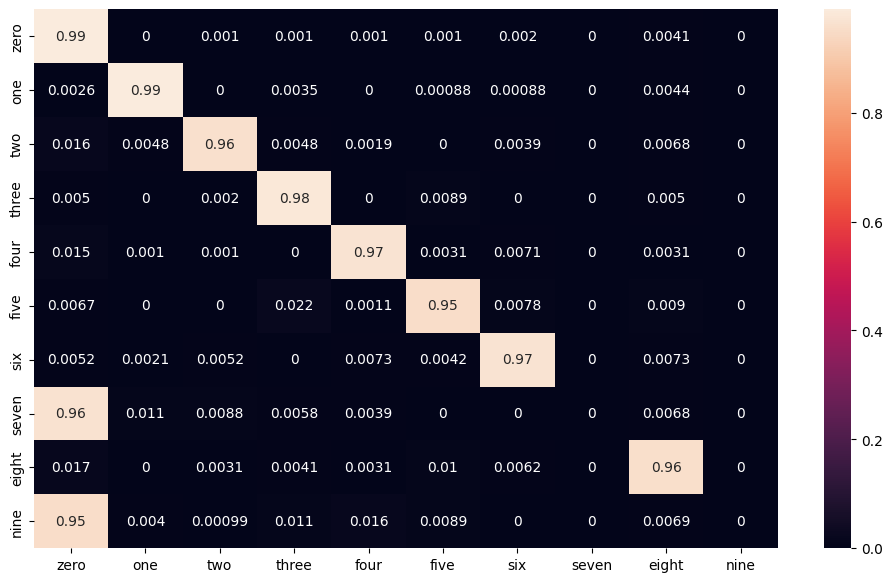 zero 0.99 0 0.001 0.001 0.001 0.001 0.002 0 0.0041 0
one 0.0026 0.99 0 0.0035 0 0.00088 0.00088 0 0.0044 0
two 0.016 0.0048 0.96 0.0048 0.0019 0 0.0039 0 0.0068 0
three 0.005 0 0.002 0.98 0 0.0089 0 0 0.005 0
four 0.015 0.001 0.001 0 0.97 0.0031 0.0071 0 0.0031 0
five 0.0067 0 0 0.022 0.0011 0.95 0.0078 0 0.009 0
six 0.0052 0.0021 0.0052 0 0.0073 0.0042 0.97 0 0.0073 0
seven 0.96 0.011 0.0088 0.0058 0.0039 0 0 0 0.0068 0
eight 0.017 0 0.0031 0.0041 0.0031 0.01 0.0062 0 0.96 0
nine 0.95 0.004 0.00099 0.011 0.016 0.0089 0 0 0.0069 0
zero one two three four five six seven eight nine
0.8
0.6
0.4
0.2
0.0